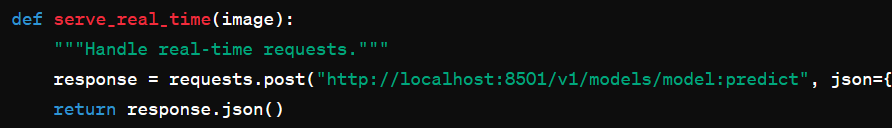 def serve_real_time(image):
    """Handle real-time requests."""
    response = requests.post("http://localhost:8501/v1/models/model:predict", json={
    return response.json()